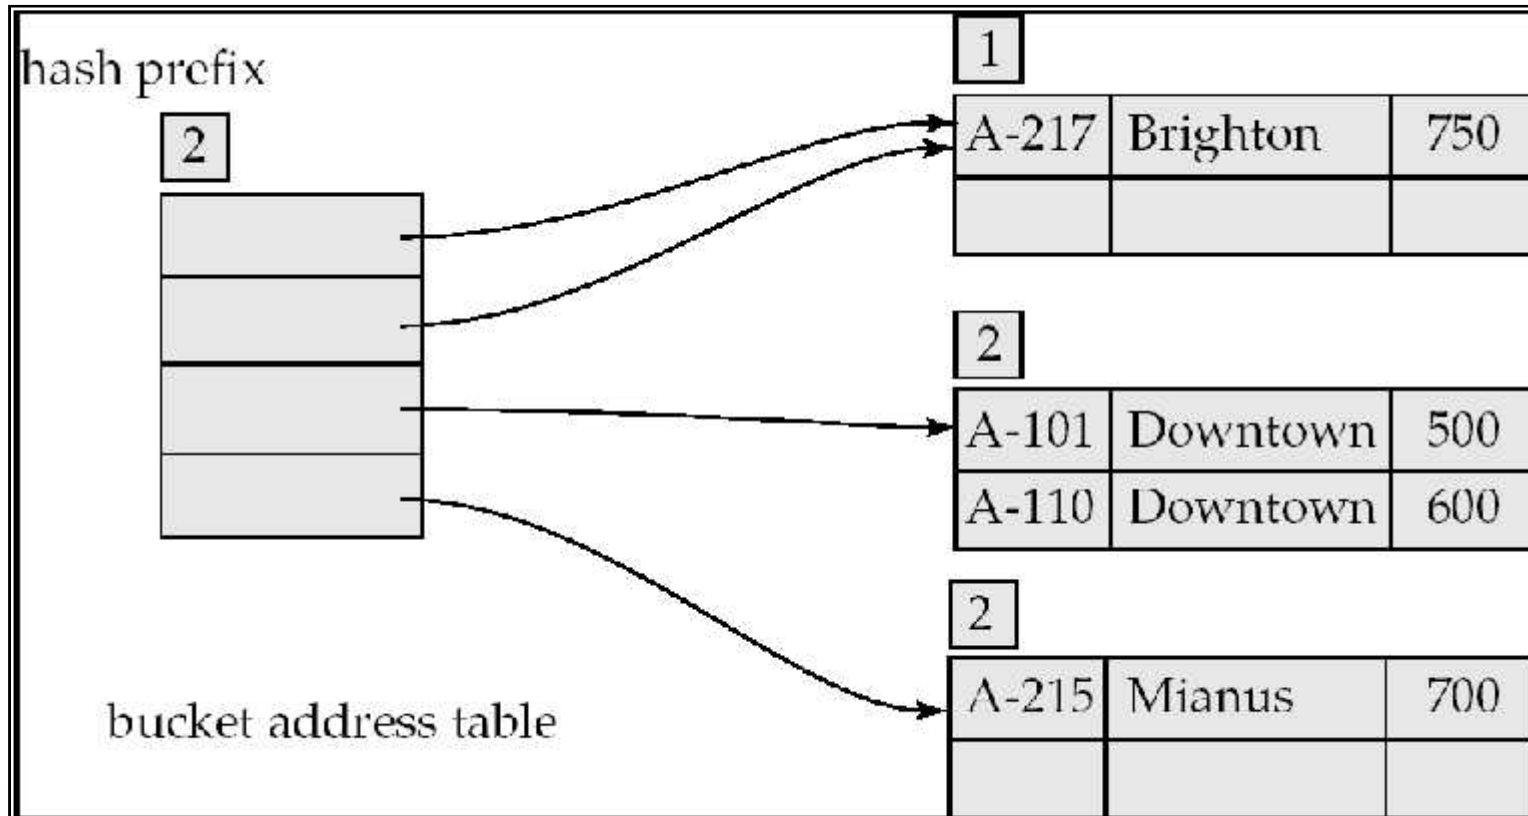 hash prefix
2
bucket address table
1
A-217 Brighton 750
2
A-101 Downtown 500
A-110 Downtown 600
2
A-215 Mianus 700